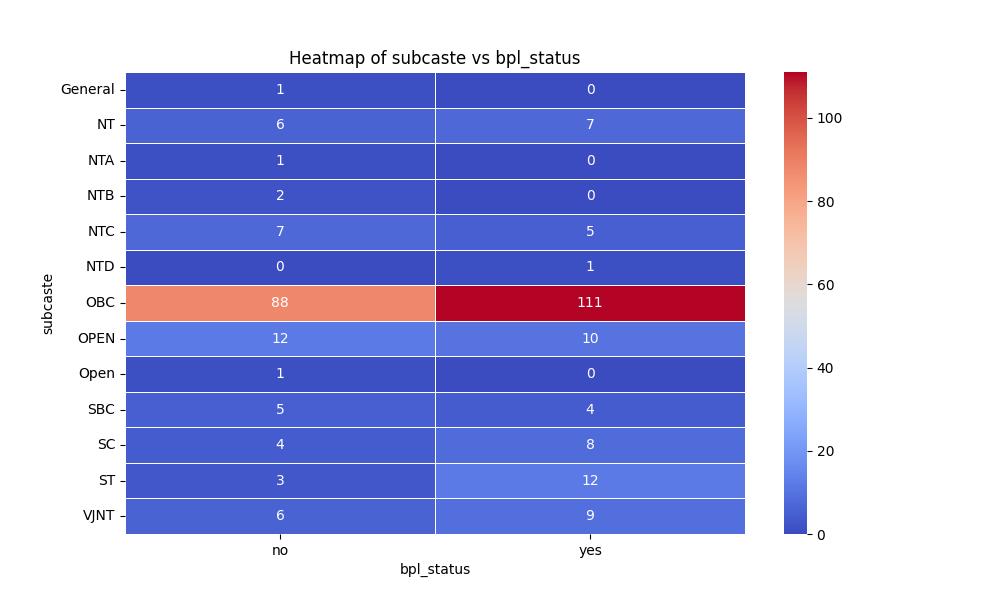 Heatmap of subcaste vs bpl_status
General 1 0
NT 6 7
NTA 1 0
NTB 2 0
NTC 7 5
NTD 0 1
OBC 88 111
OPEN 12 10
Open 1 0
SBC 5 4
SC 4 8
ST 3 12
VJNT 6 9
no yes
bpl_status
subcaste
100
80
60
40
20
0